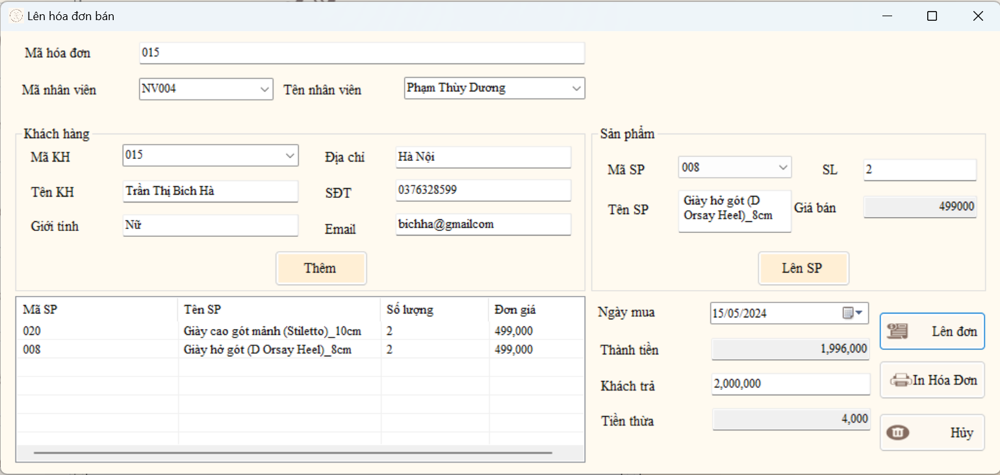 Lên hóa đơn bán
Mã hóa đơn 015
Mã nhân viên NV004 Tên nhân viên Phạm Thùy Dương
Khách hàng
Mã KH 015 Địa chỉ Hà Nội
Tên KH Trần Thị Bích Hà SĐT 0376328599
Giới tính Nữ Email bichha@gmailcom
Thêm
Sản phẩm
Mã SP 008 SL 2
Tên SP Giày hở gót (D
Orsay Heel)_8cm Giá bán 499000
Lên SP
Mã SP Tên SP Số lượng Đơn giá
020 Giày cao gót mảnh (Stiletto)_10cm 2 499,000
008 Giày hở gót (D Orsay Heel)_8cm 2 499,000
Ngày mua 15/05/2024
Thành tiền 1,996,000
Khách trả 2,000,000
Tiền thừa 4,000
Lên đơn
In Hóa Đơn
Hủy